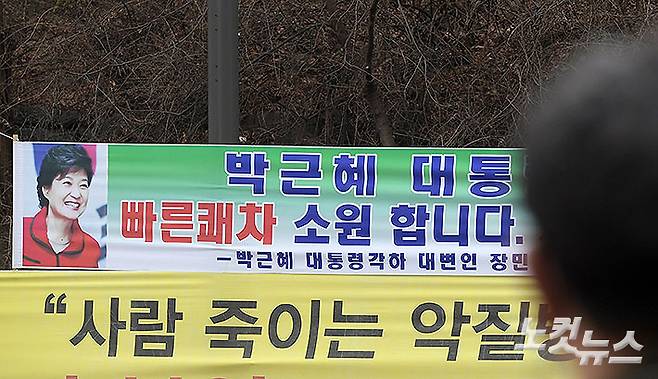 박근혜 대통
빠른쾌차 소원 합니다.
-박근혜 대통령각하 대변인 장민
"사람 죽이는 악질
노컷뉴스